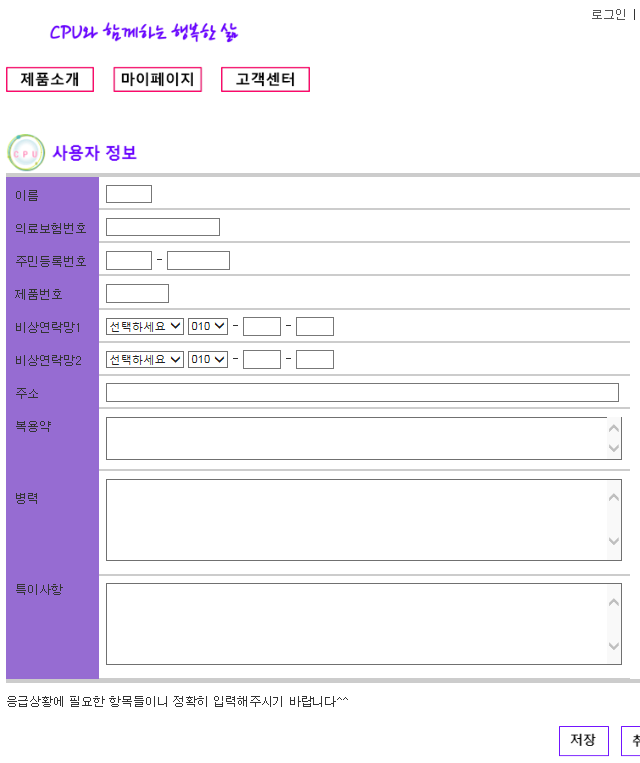 로그인 |
CPU와 함께하는 행복한 삶
제품소개 마이페이지 고객센터
CPU 사용자 정보
이름
의료보험번호
주민등록번호 -
제품번호
비상연락망1 선택하세요 010 - -
비상연락망2 선택하세요 010 - -
주소
복용약
병력
특이사항
응급상황에 필요한 항목들이니 정확히 입력해주시기 바랍니다^^
저장